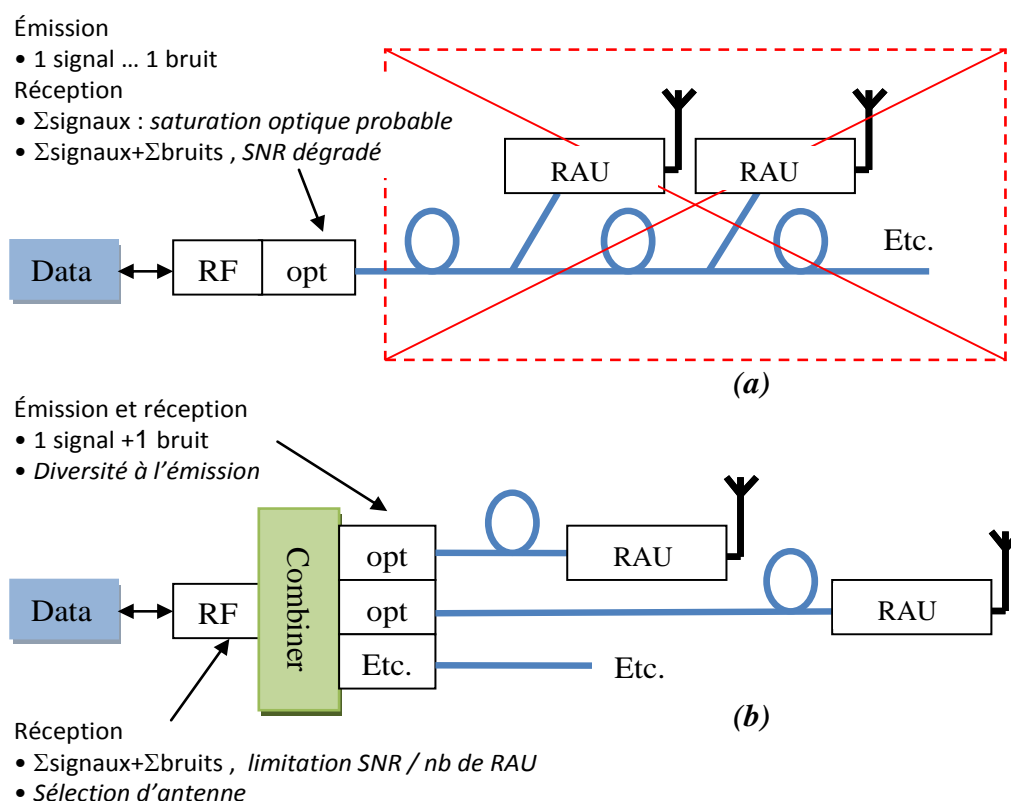 Émission
• 1 signal ... 1 bruit
Réception
• Σsignaux : saturation optique probable
• Σsignaux+Σbruits , SNR dégradé
RAU
RAU
Etc.
Data
RF
opt
(a)
Émission et réception
• 1 signal +1 bruit
• Diversité à l'émission
Combiner
opt
RAU
Data
RF
opt
RAU
Etc.
Etc.
(b)
Réception
• Σsignaux+Σbruits , limitation SNR / nb de RAU
• Sélection d'antenne